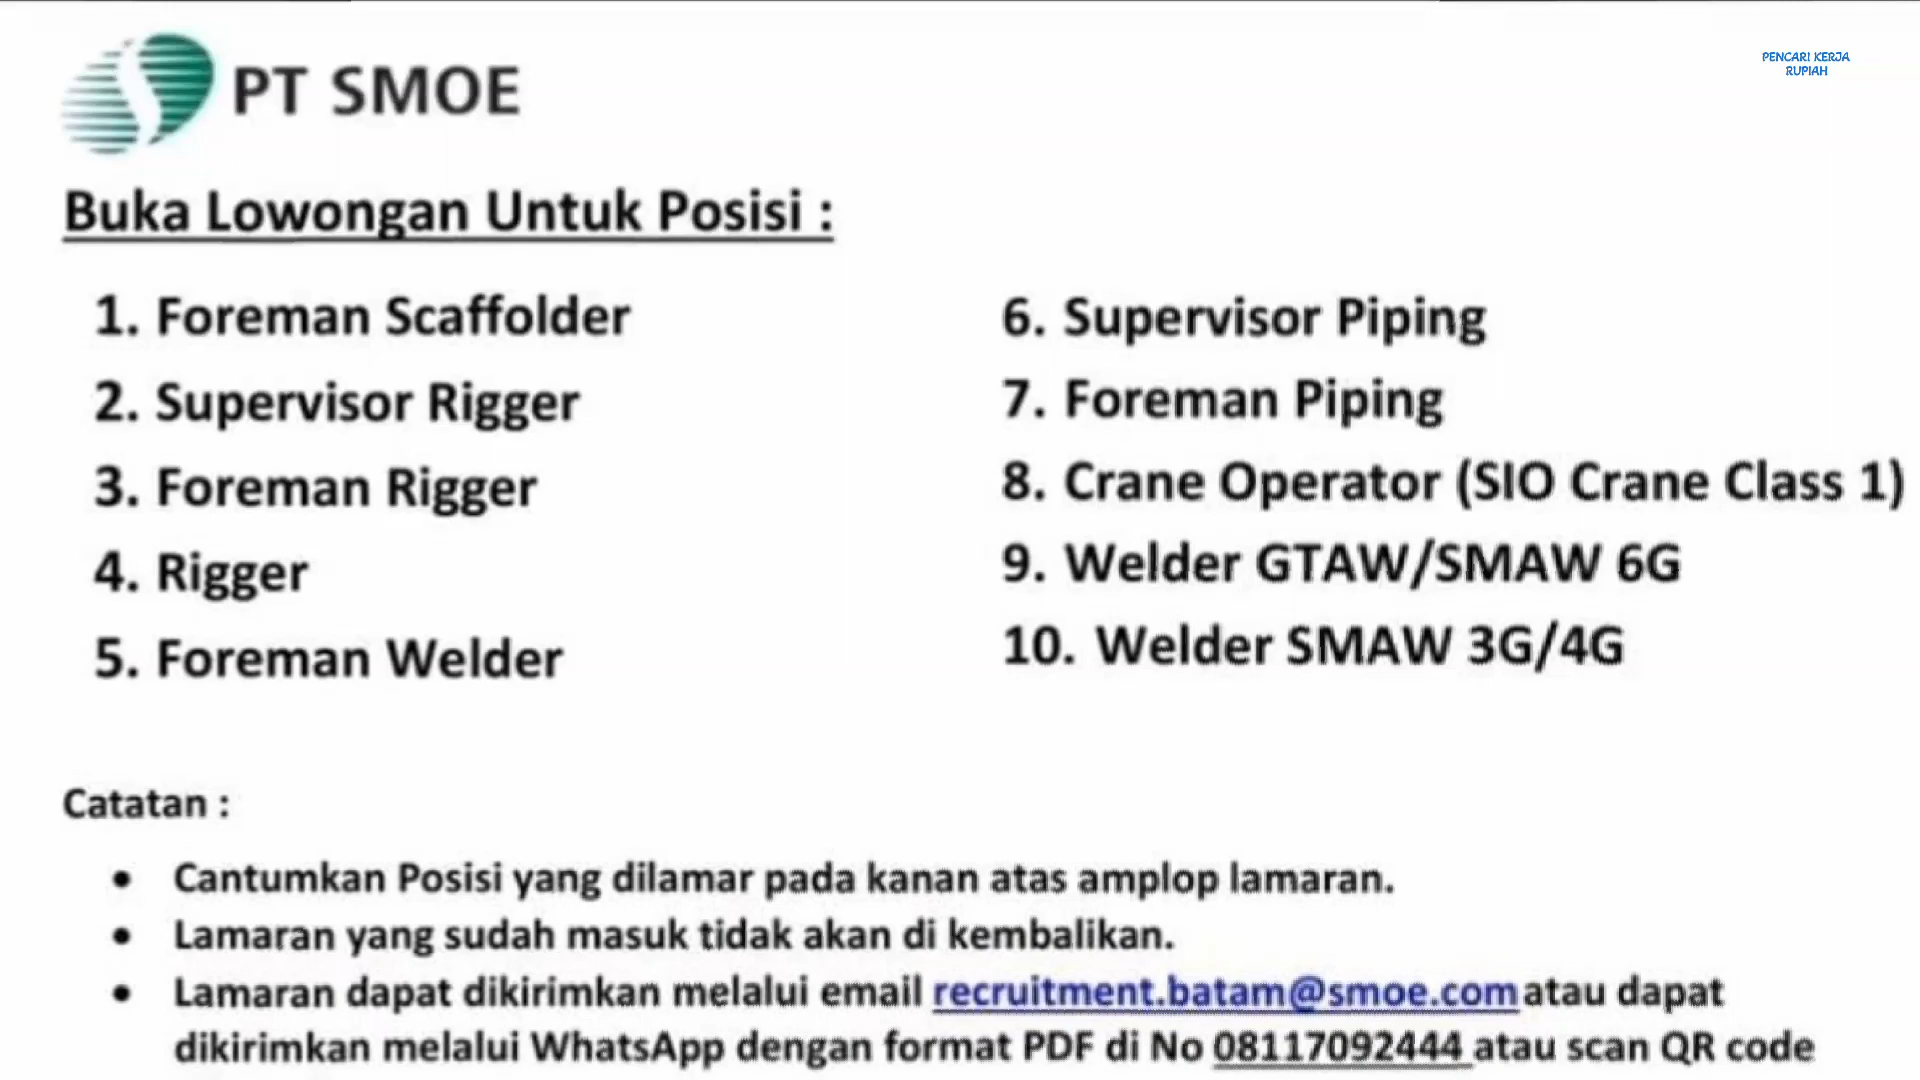 PT SMOE
PENCARI KERJA
RUPIAH
Buka Lowongan Untuk Posisi :
1. Foreman Scaffolder
2. Supervisor Rigger
3. Foreman Rigger
4. Rigger
5. Foreman Welder
6. Supervisor Piping
7. Foreman Piping
8. Crane Operator (SIO Crane Class 1)
9. Welder GTAW/SMAW 6G
10. Welder SMAW 3G/4G
Catatan :
• Cantumkan Posisi yang dilamar pada kanan atas amplop lamaran.
• Lamaran yang sudah masuk tidak akan di kembalikan.
• Lamaran dapat dikirimkan melalui email recruitment.batam@smoe.com atau dapat
dikirimkan melalui WhatsApp dengan format PDF di No 08117092444 atau scan QR code